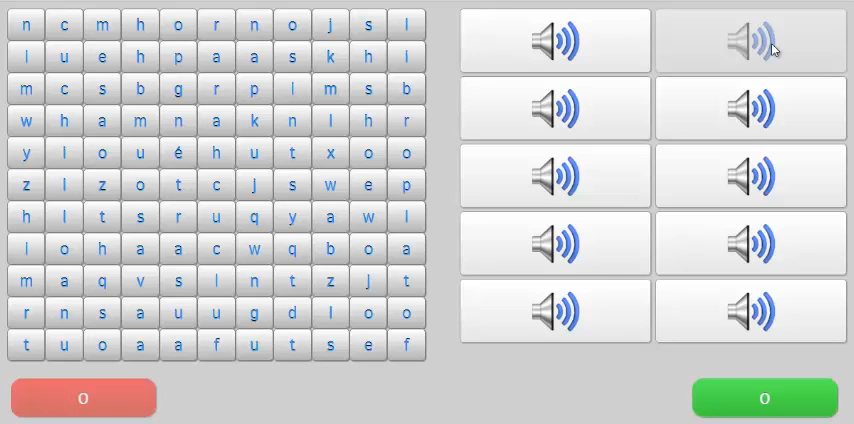 n c m h o r n o j s l
l u e h p a a s k h i
m c s b g r p l m s b
w h a m n a k n l h r
y l o u é h u t x o o
z l z o t c j s w e p
h l t s r u q y a w l
l o h a a c w q b o a
m a q v s l n t z j t
r n s a u u g d l o o
t u o a a f u t s e f
0 0